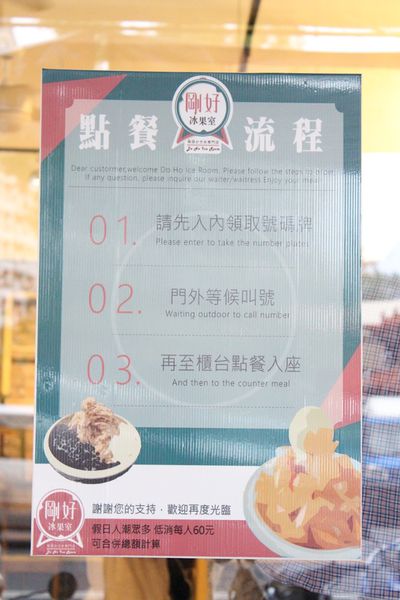 剛好
冰果室
點餐流程
Dear custormer,welcome Do Ho Ice Room. Please follow the steps to order.
If any question, please inquire our waiter/waitress Enjoy your meal
01.
請先入內領取號碼牌
Please enter to take the number plates
02.
門外等候叫號
Waiting outdoor to call number
03.
再至櫃台點餐入座
And then to the counter meal
剛好
冰果室
謝謝您的支持，歡迎再度光臨
假日人潮眾多 低消每人60元
可合併總額計算